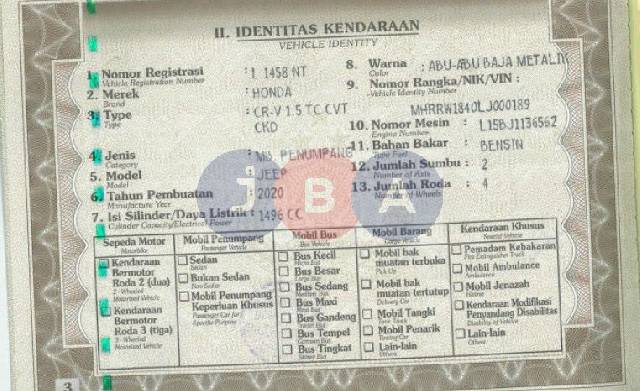 II. IDENTITAS KENDARAAN
VEHICLE IDENTITY
1. Nomor Registrasi : L 1458 NT
Vehicle Registration Number
2. Merek : HONDA
Brand
3. Type : CR-V 1.5 TC CVT
Type
CKD
4. Jenis : MB. PENUMPANG
Category
5. Model : JEEP
Model
6. Tahun Pembuatan : 2020
Manufacture Year
7. Isi Silinder/Daya Listrik : 1496 CC
Cylinder Capacity/Electrical Power
8. Warna : ABU-ABU BAJA METALIK
Color
9. Nomor Rangka/NIK/VIN :
Vehicle Identity Number
MHRRW1840LJ000189
10. Nomor Mesin : L15BJ1136562
Engine Number
11. Bahan Bakar : BENSIN
Type Fuel
12. Jumlah Sumbu : 2
Number of Axis
13. Jumlah Roda : 4
Number of Wheels
JBA
Sepeda Motor
Motorbike
Kendaraan
Bermotor
Roda 2 (dua)
2 - Wheeled
Motorized Vehicle
Kendaraan
Bermotor
Roda 3 (tiga)
3 - Wheeled
Motorized Vehicle
Mobil Penumpang
Passenger Vehicle
Sedan
Sedan
Bukan Sedan
Non Sedan
Mobil Penumpang
Keperluan Khusus
Passenger Car for
Specific Purpose
Mobil Bus
Bus Vehicle
Bus Kecil
Micro Bus
Bus Besar
Large Bus
Bus Sedang
Medium Bus
Bus Maxi
Maxi Bus
Bus Gandeng
Bus Tempel
Bus Tingkat
Mobil Barang
Cargo Vehicle
Mobil bak
muatan terbuka
Pick Up
Mobil bak
muatan tertutup
Delivery Car
Mobil Tangki
Mobil Penarik
Towing Car
Lain-lain
Others
Kendaraan Khusus
Special Vehicle
Pemadam Kebakaran
Fire Extinguisher Truck
Mobil Ambulance
Ambulance
Mobil Jenazah
Kendaraan Modifikasi
Penyandang Disabilitas
Disability of Vehicle
Lain-lain
Others
3